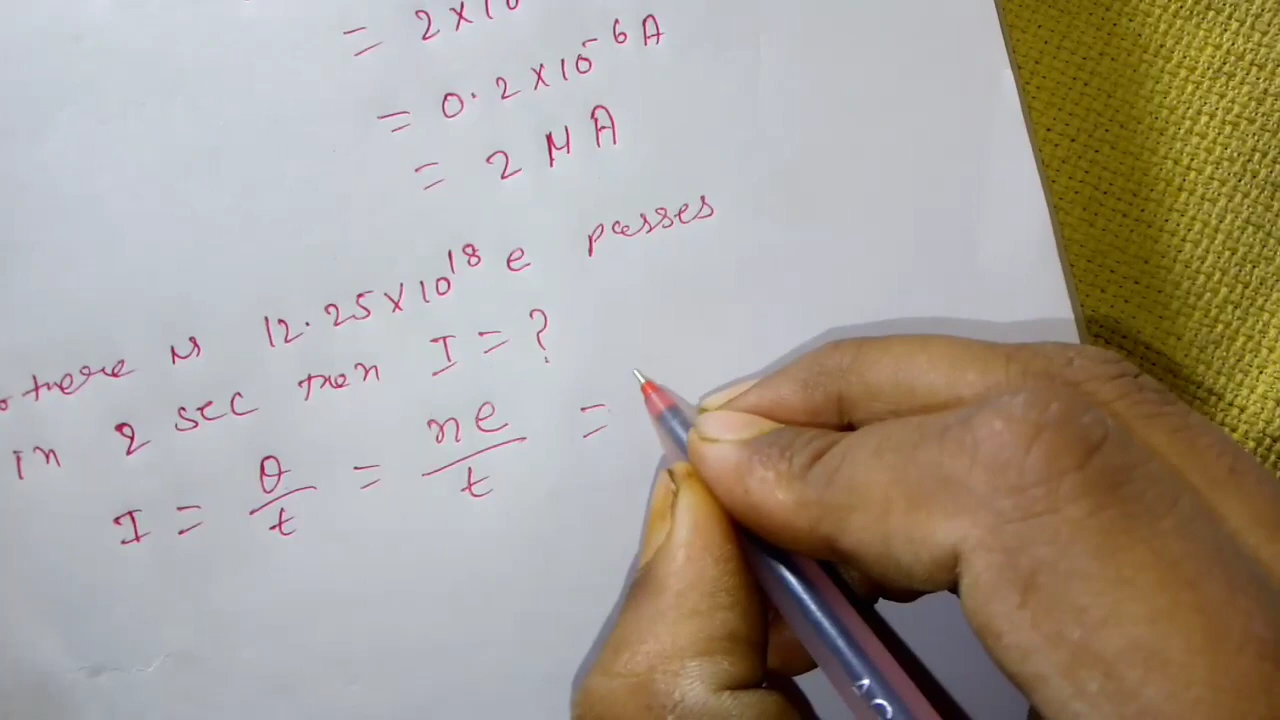 = 2×10
= 0.2×10⁻⁶ A
= 2 μA
there is 12.25×10¹⁸ e passes
in 2 sec then I = ?
I = Q/t = ne/t =